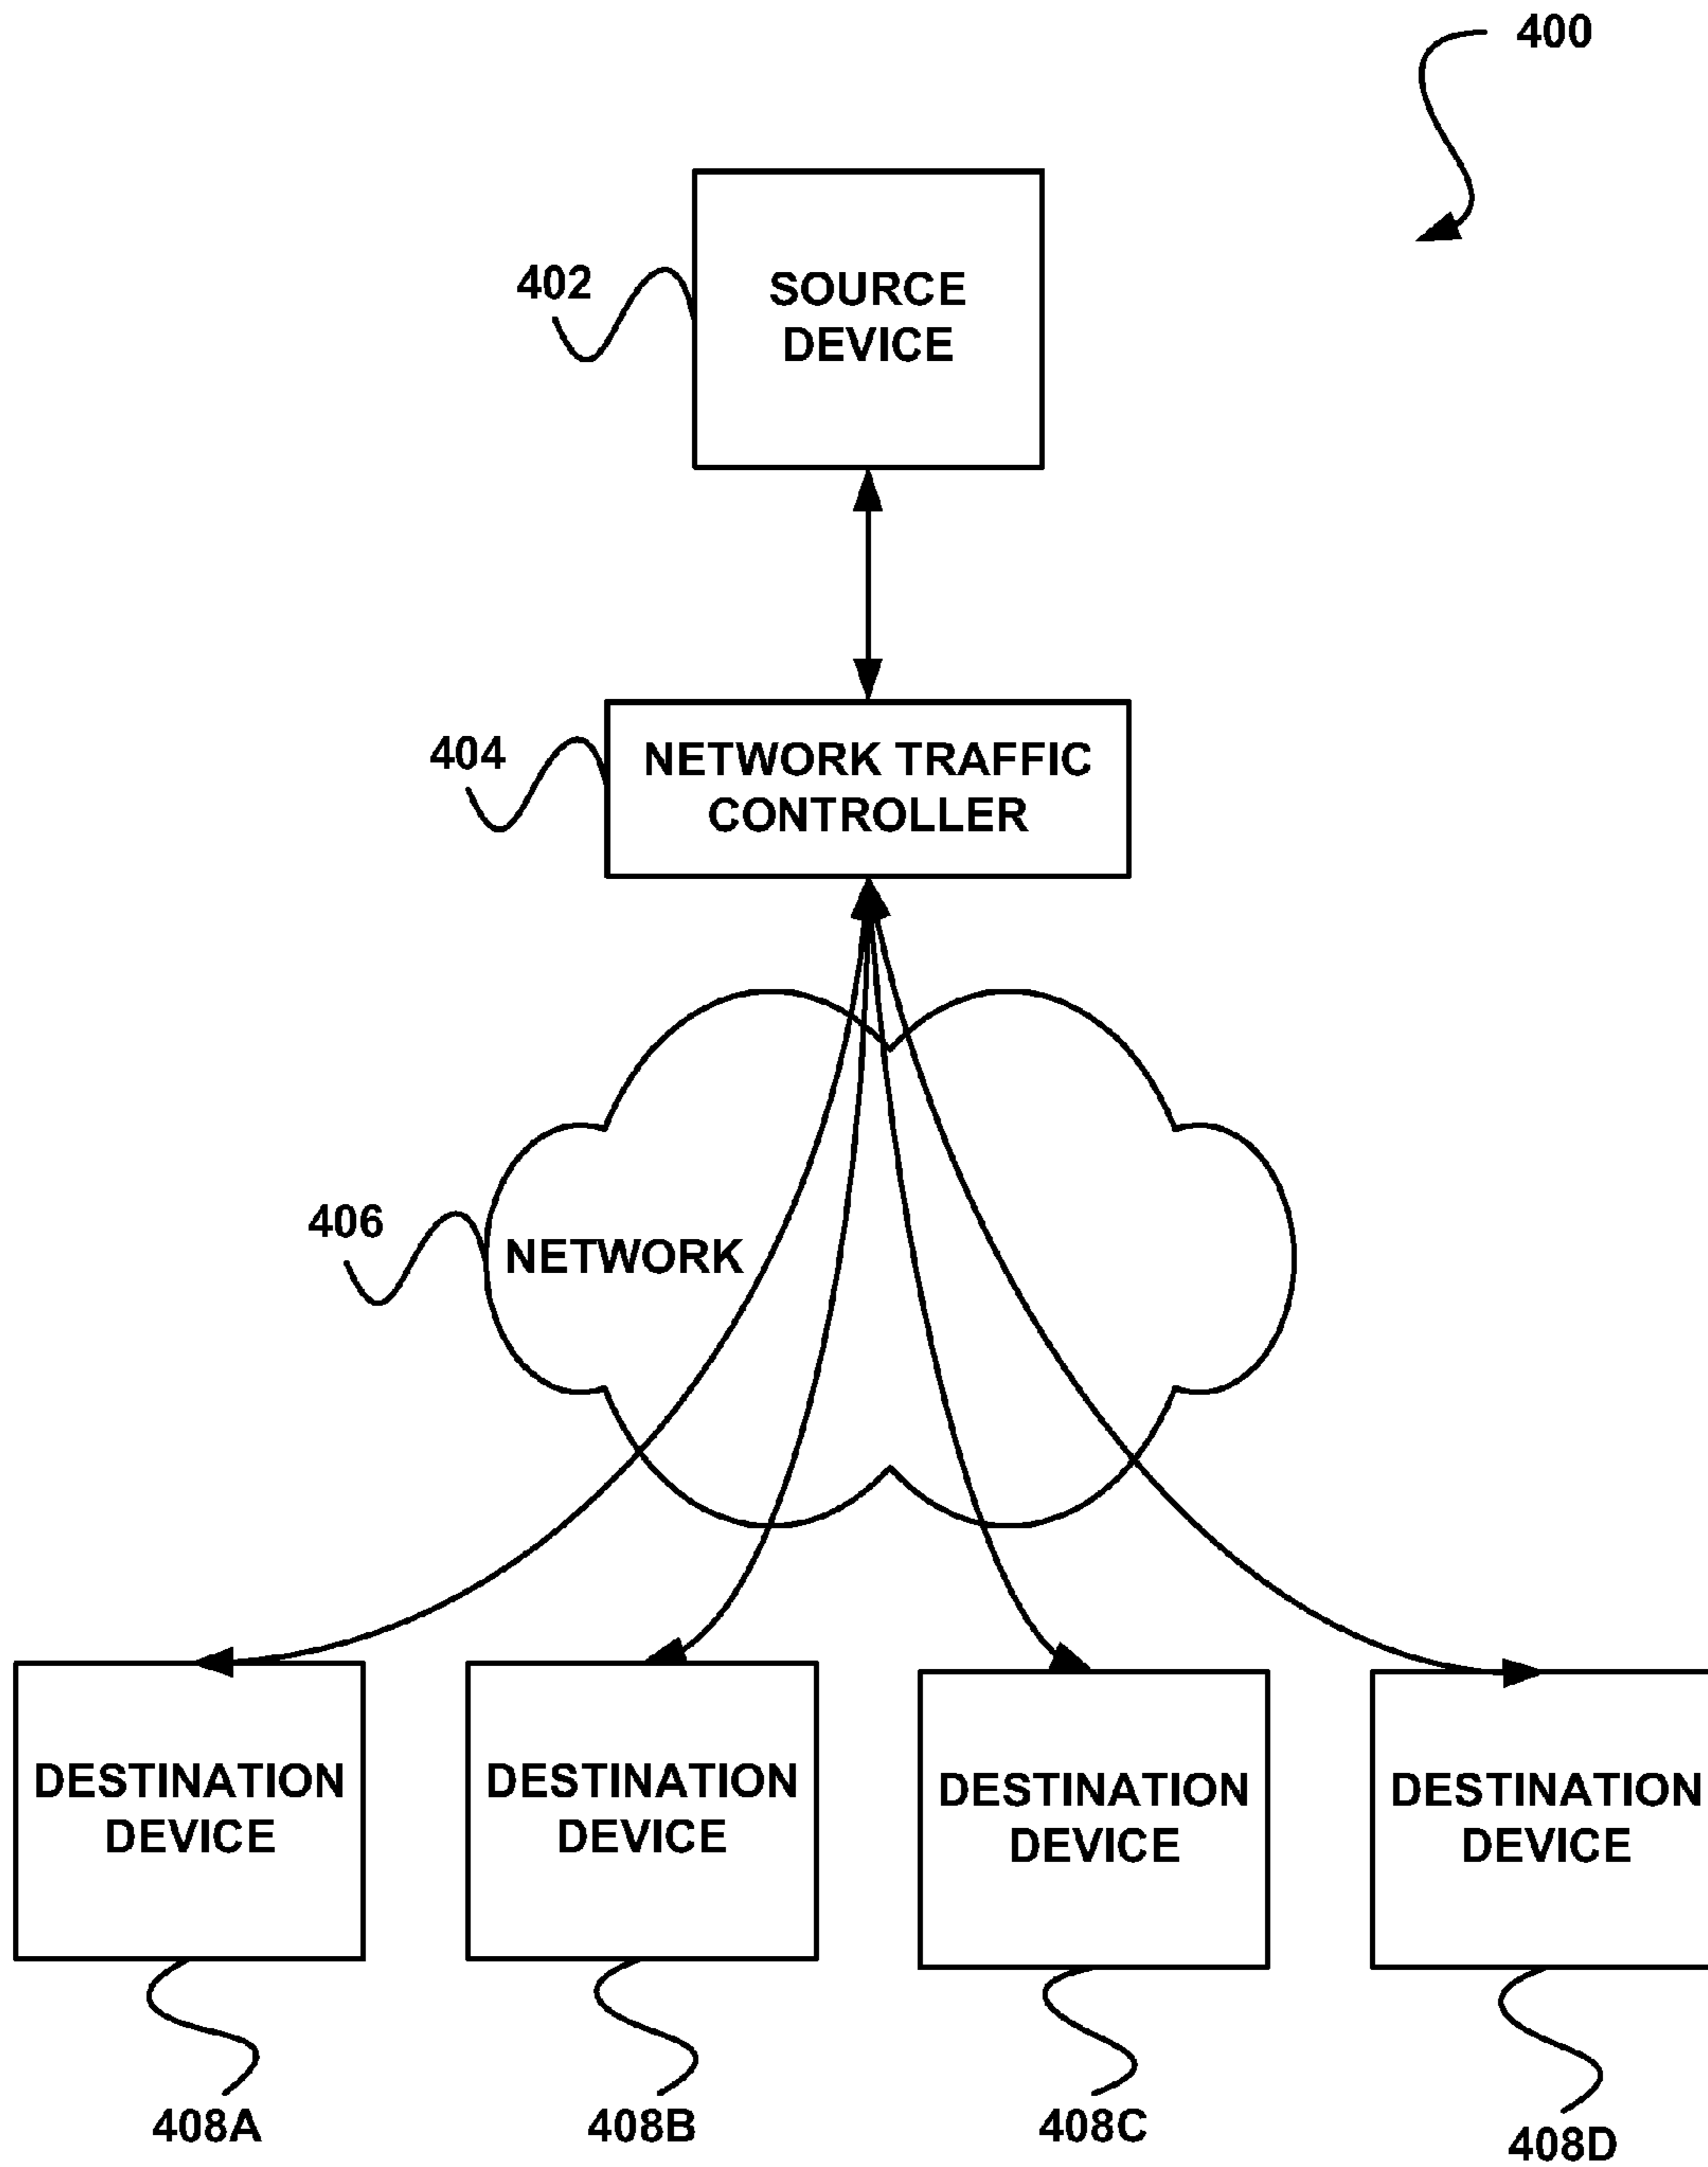 400
402
SOURCE
DEVICE
404
NETWORK TRAFFIC
CONTROLLER
406
NETWORK
DESTINATION
DEVICE
DESTINATION
DEVICE
DESTINATION
DEVICE
DESTINATION
DEVICE
408A
408B
408C
408D